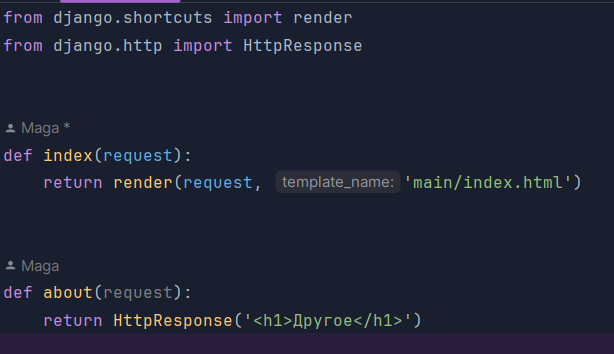 from django.shortcuts import render
from django.http import HttpResponse
Maga *
def index(request):
    return render(request, template_name: 'main/index.html')
Maga
def about(request):
    return HttpResponse('<h1>Другое</h1>')